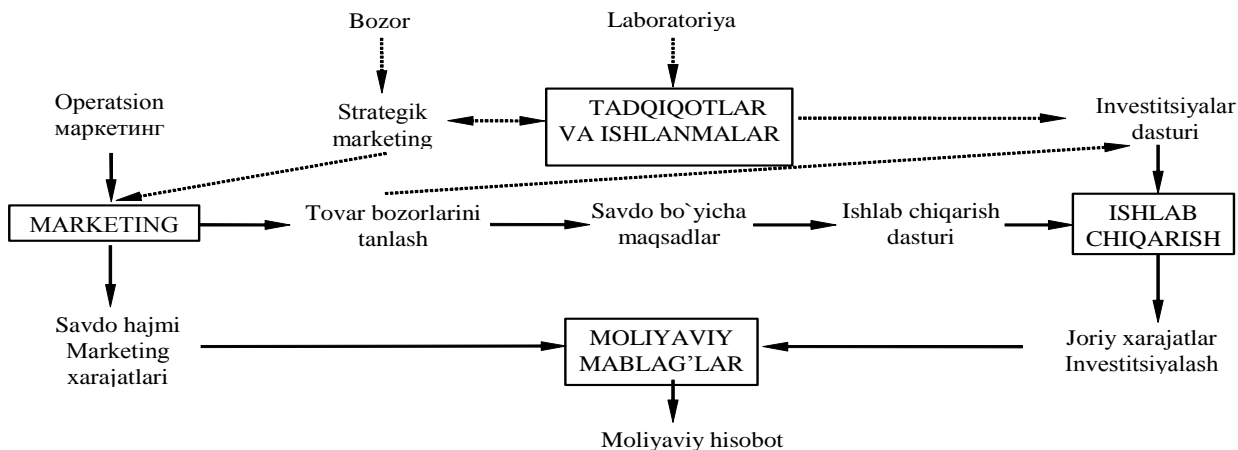 Bozor
Laboratoriya
Operatsion
маркетинг
Strategik
marketing
TADQIQOTLAR
VA ISHLANMALAR
Investitsiyalar
dasturi
MARKETING
Tovar bozorlarini
tanlash
Savdo bo`yicha
maqsadlar
Ishlab chiqarish
dasturi
ISHLAB
CHIQARISH
Savdo hajmi
Marketing
xarajatlari
MOLIYAVIY
MABLAG’LAR
Joriy xarajatlar
Investitsiyalash
Moliyaviy hisobot